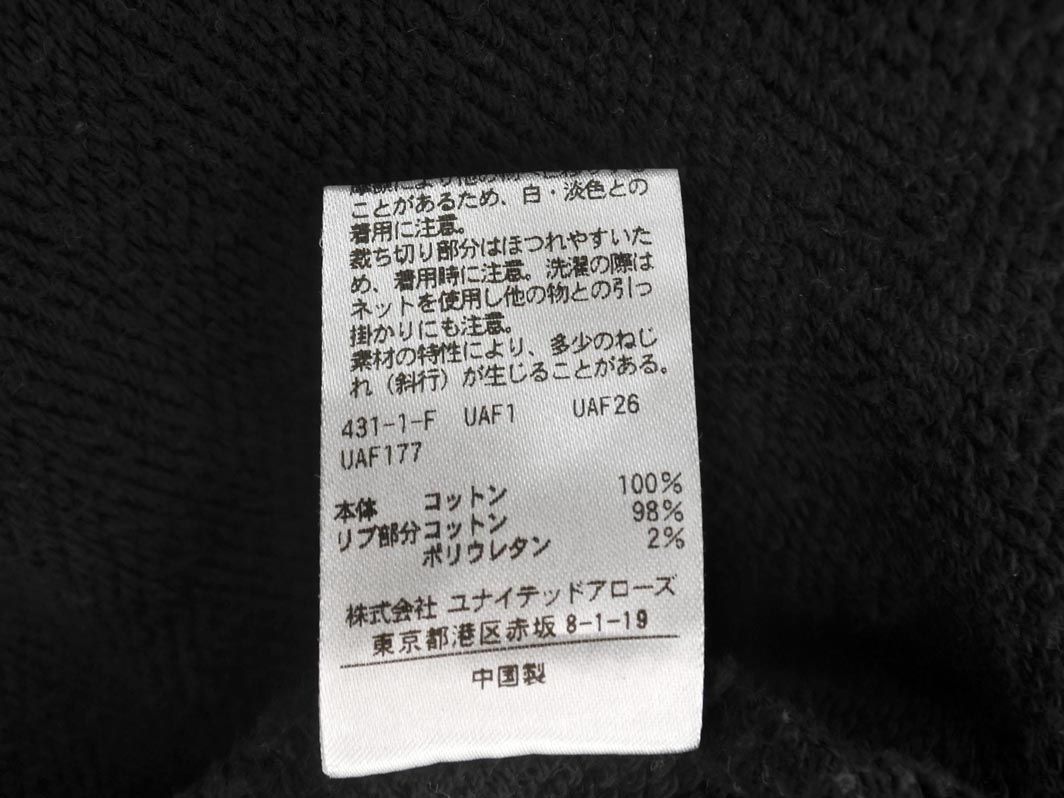 ことがあるため、白・淡色との
着用に注意。
裁ち切り部分はほつれやすいた
め、着用時に注意。洗濯の際は
ネットを使用し他の物との引っ
掛かりにも注意。
素材の特性により、多少のねじ
れ（斜行）が生じることがある。
431-1-F UAF1 UAF26
UAF177
本体 コットン 100%
リブ部分コットン 98%
ポリウレタン 2%
株式会社 ユナイテッドアローズ
東京都港区赤坂 8-1-19
中国製